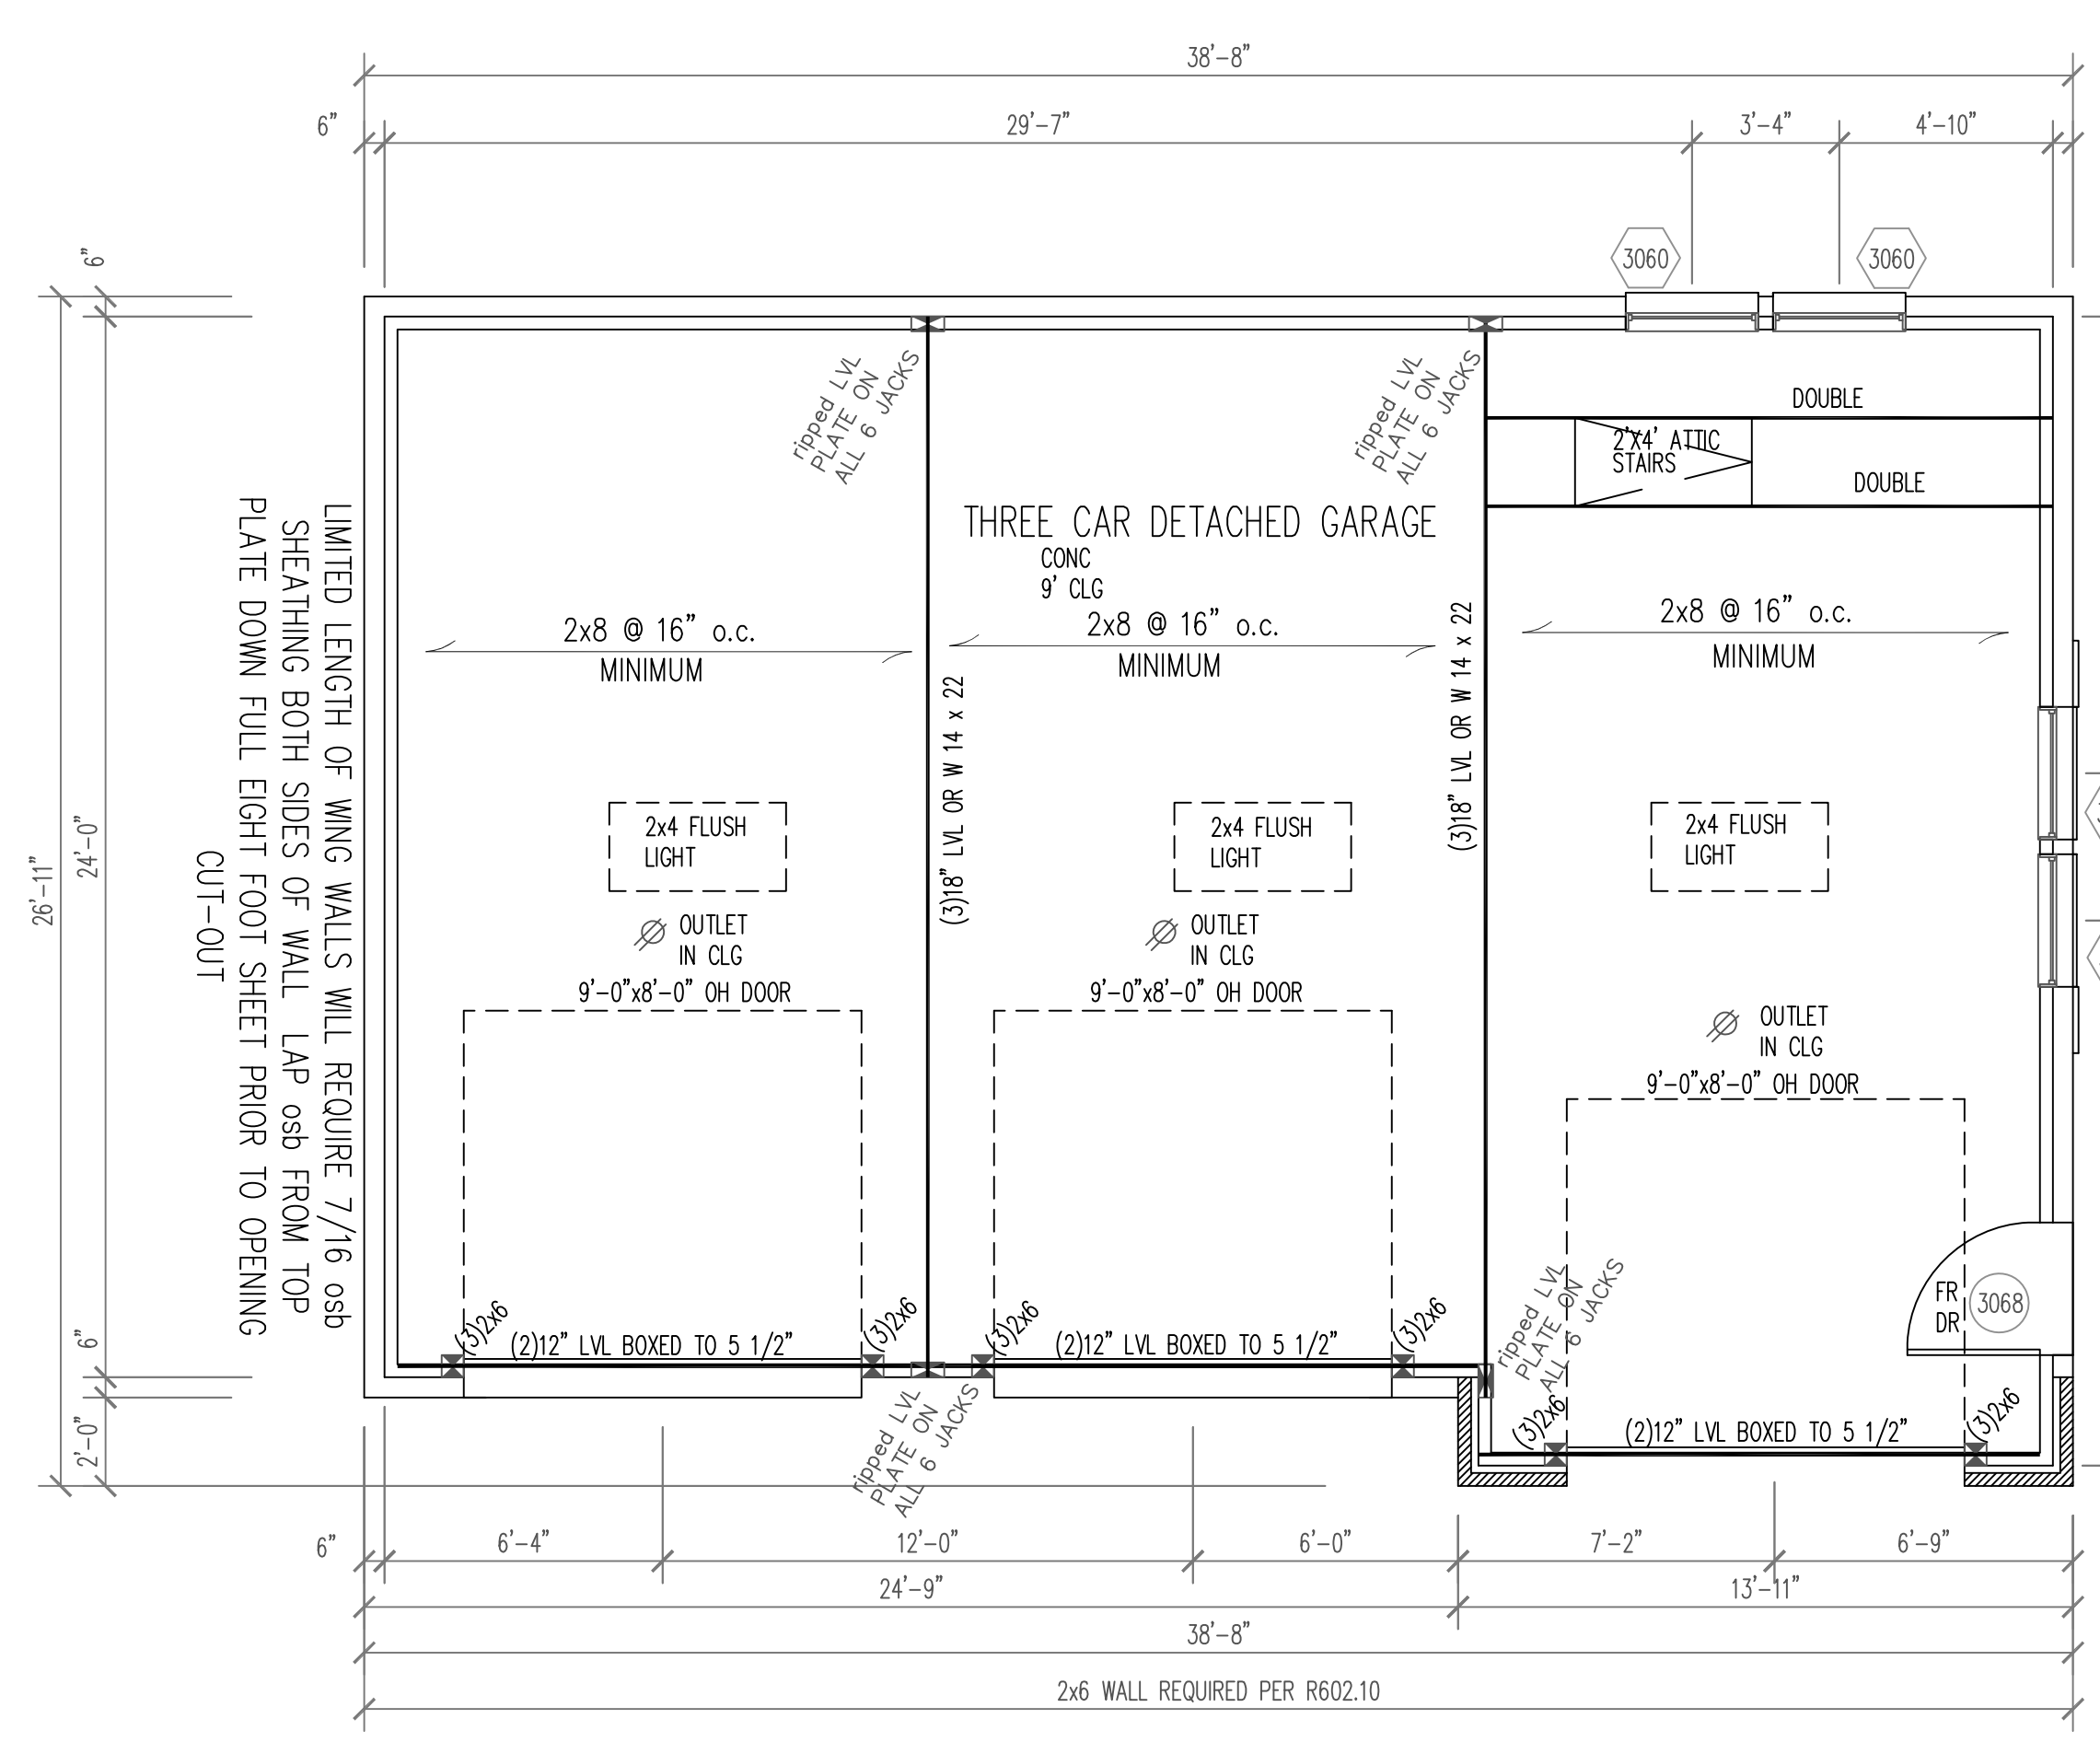 38'-8"
6"
29'-7"
3'-4"
4'-10"
3060
3060
6"
24'-0"
26'-11"
6"
2'-0"
LIMITED LENGTH OF WING WALLS WILL REQUIRE 7/16 osb
SHEATHING BOTH SIDES OF WALL LAP osb FROM TOP
PLATE DOWN FULL EIGHT FOOT SHEET PRIOR TO OPENING
CUT-OUT
ripped LVL
PLATE ON
ALL 6 JACKS
ripped LVL
PLATE ON
ALL 6 JACKS
DOUBLE
2'X4' ATTIC
STAIRS
DOUBLE
THREE CAR DETACHED GARAGE
CONC
9' CLG
2x8 @ 16" o.c.
MINIMUM
2x8 @ 16" o.c.
MINIMUM
2x8 @ 16" o.c.
MINIMUM
(3)18" LVL OR W 14 x 22
(3)18" LVL OR W 14 x 22
2x4 FLUSH
LIGHT
2x4 FLUSH
LIGHT
2x4 FLUSH
LIGHT
OUTLET
IN CLG
OUTLET
IN CLG
OUTLET
IN CLG
9'-0"x8'-0" OH DOOR
9'-0"x8'-0" OH DOOR
9'-0"x8'-0" OH DOOR
FR
DR
3068
(3)2x6
(2)12" LVL BOXED TO 5 1/2"
(3)2x6
(3)2x6
(2)12" LVL BOXED TO 5 1/2"
(3)2x6
ripped LVL
PLATE ON
ALL 6 JACKS
ripped LVL
PLATE ON
ALL 6 JACKS
(3)2x6
(2)12" LVL BOXED TO 5 1/2"
(3)2x6
6"
6'-4"
12'-0"
6'-0"
7'-2"
6'-9"
24'-9"
13'-11"
38'-8"
2x6 WALL REQUIRED PER R602.10